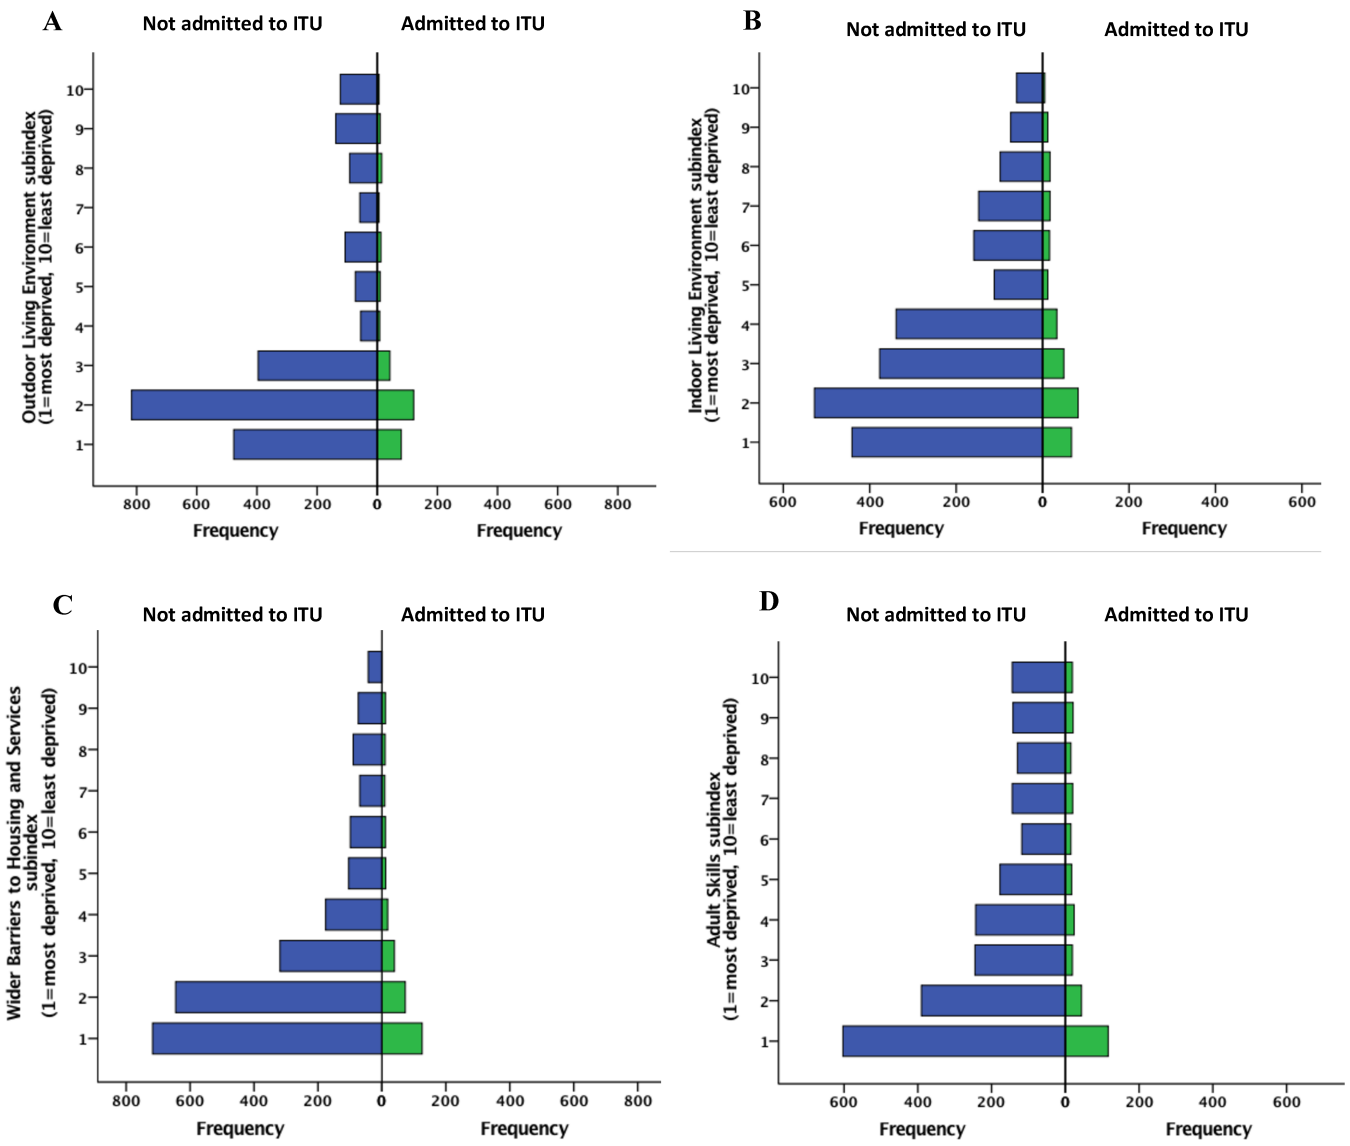 A
Not admitted to ITU
Admitted to ITU
Outdoor Living Environment subindex
(1=most deprived, 10=least deprived)
10
9
8
7
6
5
4
3
2
1
800 600 400 200 0 200 400 600 800
Frequency
Frequency
B
Not admitted to ITU
Admitted to ITU
Indoor Living Environment subindex
(1=most deprived, 10=least deprived)
10
9
8
7
6
5
4
3
2
1
600 400 200 0 200 400 600
Frequency
Frequency
C
Not admitted to ITU
Admitted to ITU
Wider Barriers to Housing and Services
subindex
(1=most deprived, 10=least deprived)
10
9
8
7
6
5
4
3
2
1
800 600 400 200 0 200 400 600 800
Frequency
Frequency
D
Not admitted to ITU
Admitted to ITU
Adult Skills subindex
(1=most deprived, 10=least deprived)
10
9
8
7
6
5
4
3
2
1
600 400 200 0 200 400 600
Frequency
Frequency